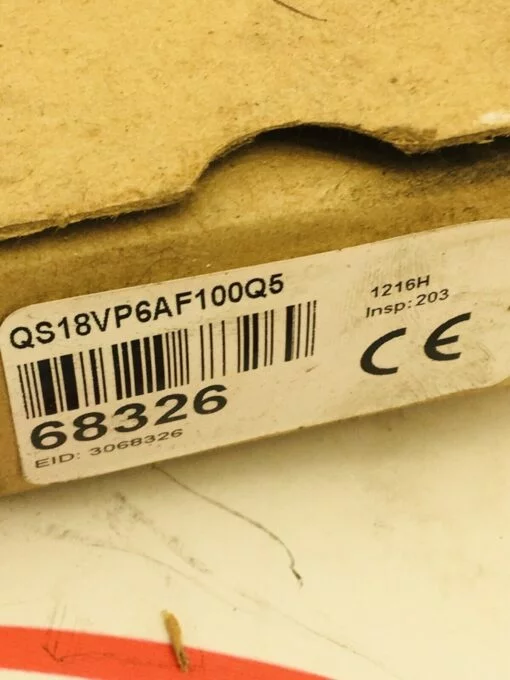 QS18VP6AF100Q5
1216H
Insp: 203
CE
68326
EID: 3068326